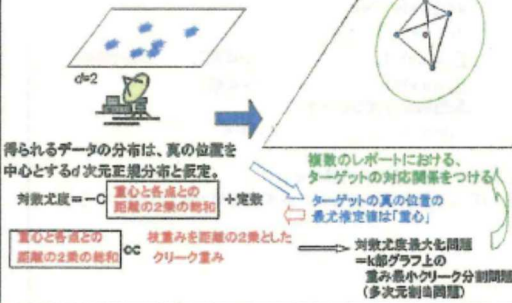 d=2
得られるデータの分布は、真の位置を
中心とするd次元正規分布と仮定。
対数尤度=-C 重心と各点との
距離の2乗の総和 +定数
複数のレポートにおける、
ターゲットの対応関係をつける
ターゲットの真の位置の
最尤推定値は「重心」
重心と各点との
距離の2乗の総和 ∝ 枝重みを距離の2乗とした
クリーク重み
対数尤度最大化問題
=k部グラフ上の
重み最小クリーク分割問題
(多次元割当問題)